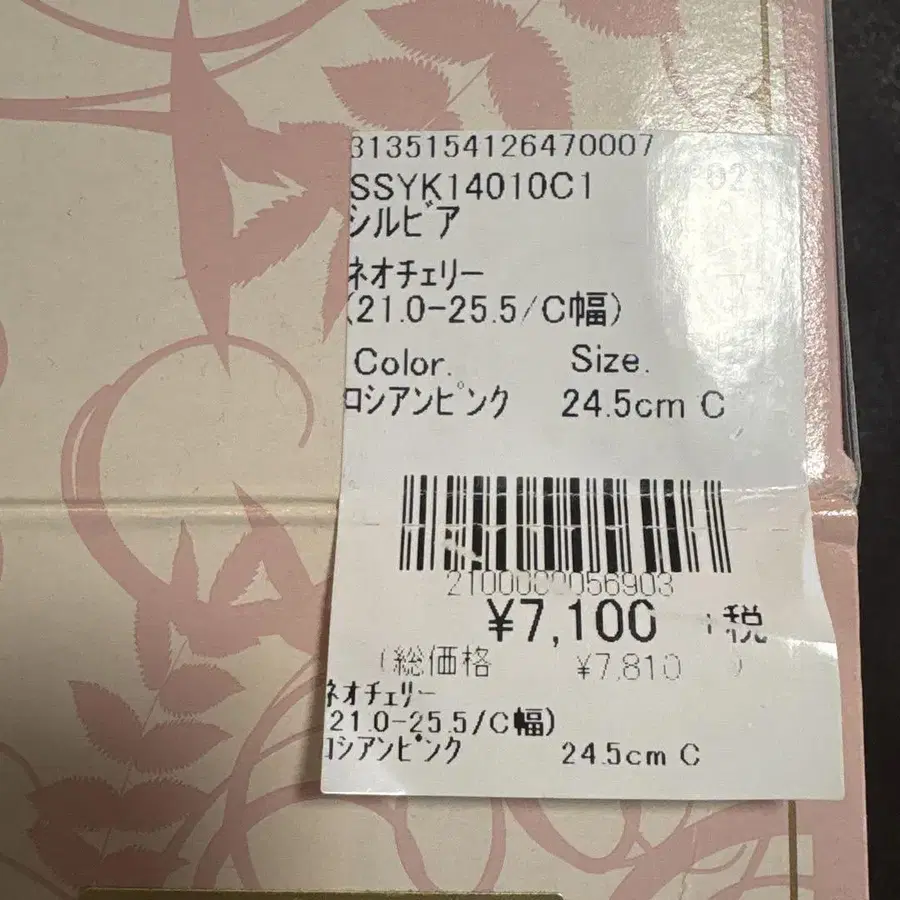 3135154126470007
SSYK14010C1
シルビア
ネオチェリー
(21.0-25.5/C幅)
Color. Size.
ロシアンピンク 24.5cm C
¥7,100 +税
(総価格 ¥7,810 )
ネオチェリー
(21.0-25.5/C幅)
ロシアンピンク 24.5cm C